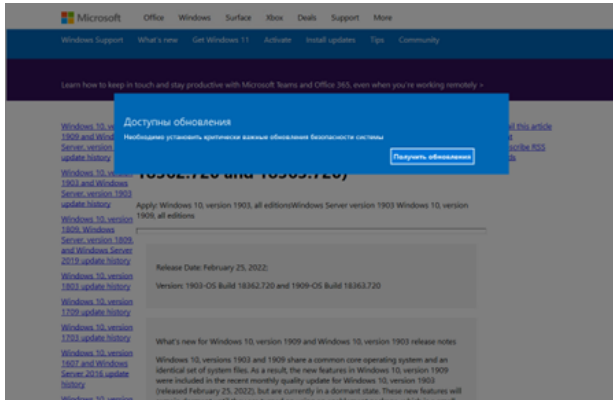 Microsoft Office Windows Surface Xbox Deals Support More
Windows Support What's new Get Windows 11 Activate Install updates Tips Community
Learn how to keep in touch and stay productive with Microsoft Teams and Office 365, even when you're working remotely >
Доступны обновления
Необходимо установить критически важные обновления безопасности системы
Получить обновления
Windows 10, ve
1909 and Wind
Server, version
update history
il this article
scribe RSS
Windows 10, ve
1903 and Windows
Server, version 1903
update history
18362.720 and 18363.720)
Apply: Windows 10, version 1903, all editionsWindows Server version 1903 Windows 10, version
1909, all editions
Windows 10, version
1809, Windows
Server, version 1809,
and Windows Server
2019 update history
Windows 10, version
1803 update history
Windows 10, version
1709 update history
Windows 10, version
1703 update history
Windows 10, version
1607 and Windows
Server 2016 update
history
Windows 10, version
Release Date: February 25, 2022;
Version: 1903-OS Build 18362.720 and 1909-OS Build 18363.720
What's new for Windows 10, version 1909 and Windows 10, version 1903 release notes
Windows 10, versions 1903 and 1909 share a common core operating system and an
identical set of system files. As a result, the new features in Windows 10, version 1909
were included in the recent monthly quality update for Windows 10, version 1903
(released February 25, 2022), but are currently in a dormant state. These new features will